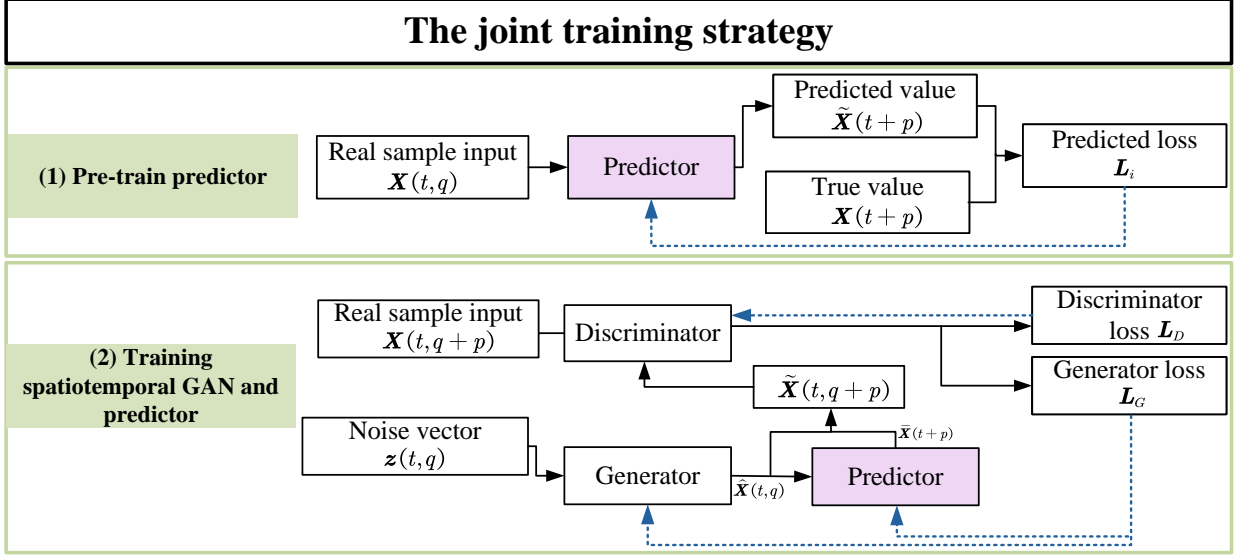 The joint training strategy
(1) Pre-train predictor
Real sample input
X(t,q)
Predictor
Predicted value
X̃(t + p)
True value
X(t + p)
Predicted loss
L_i
(2) Training
spatiotemporal GAN and
predictor
Real sample input
X(t,q + p)
Discriminator
Discriminator
loss L_D
X̃(t,q + p)
Generator loss
L_G
Noise vector
z(t,q)
Generator
X̂(t,q)
X̄(t + p)
Predictor